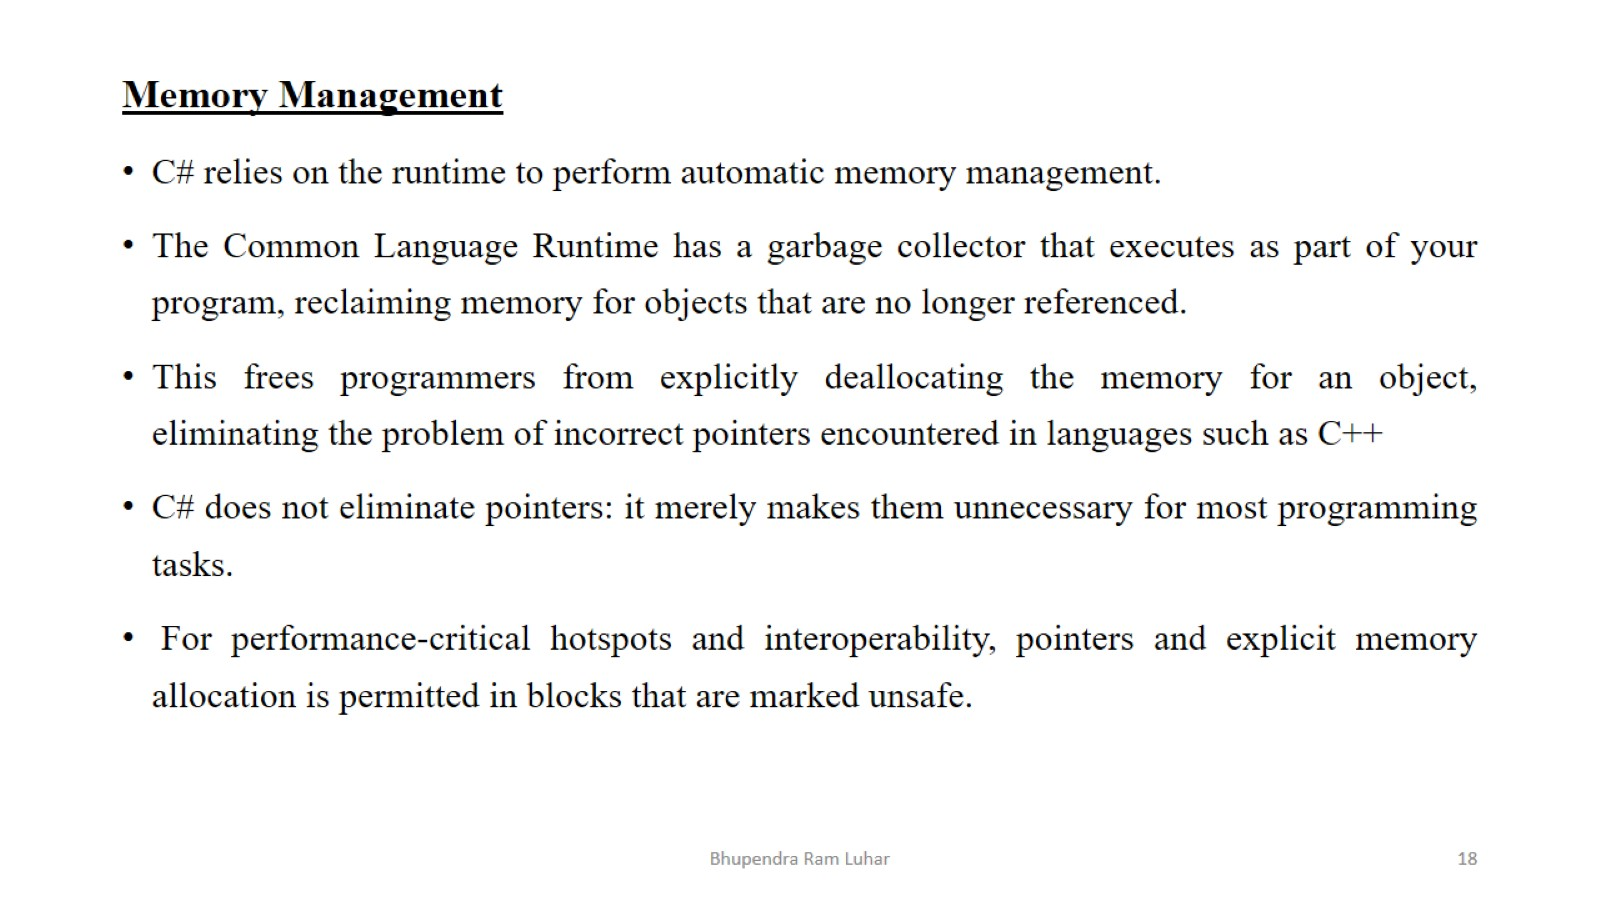 Memory Management
• C# relies on the runtime to perform automatic memory management.
• The Common Language Runtime has a garbage collector that executes as part of your
program, reclaiming memory for objects that are no longer referenced.
• This frees programmers from explicitly deallocating the memory for an object,
eliminating the problem of incorrect pointers encountered in languages such as C++
• C# does not eliminate pointers: it merely makes them unnecessary for most programming
tasks.
• For performance-critical hotspots and interoperability, pointers and explicit memory
allocation is permitted in blocks that are marked unsafe.
Bhupendra Ram Luhar
18